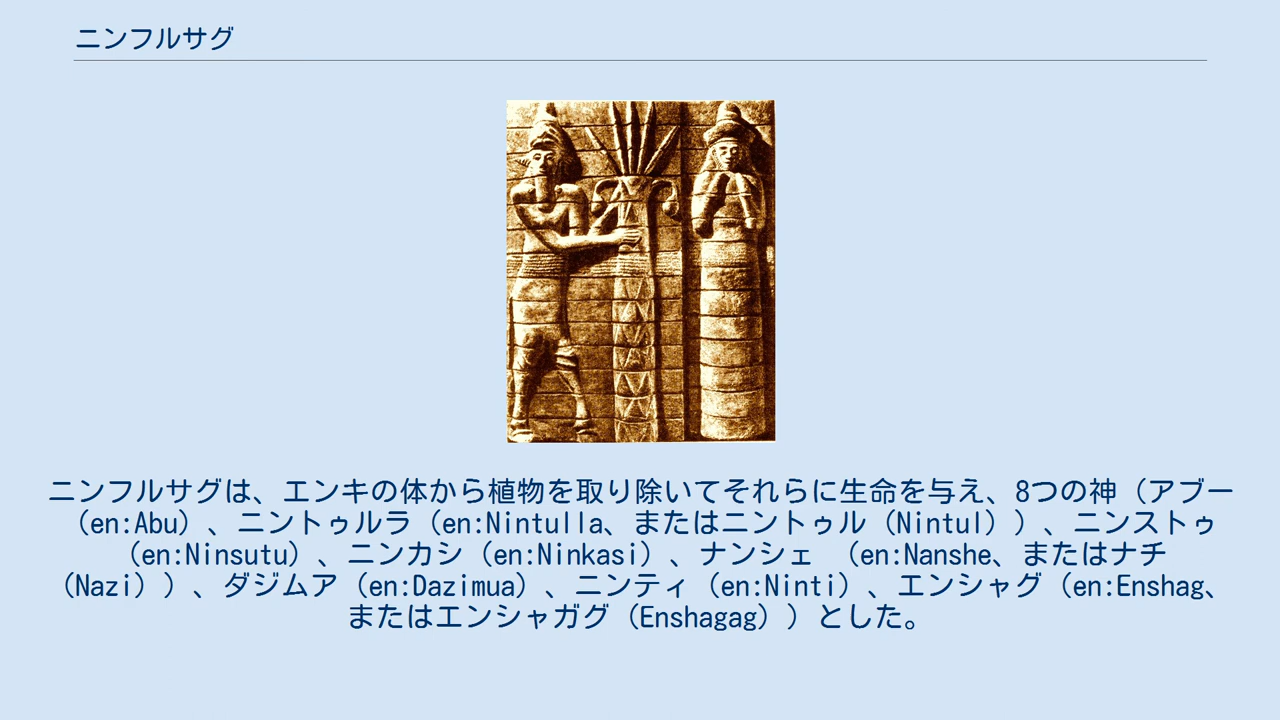 ニンフルサグ
ニンフルサグは、エンキの体から植物を取り除いてそれらに生命を与え、8つの神（アブー
（en:Abu）、ニントゥルラ（en:Nintulla、またはニントゥル（Nintul））、ニンストゥ
（en:Ninsutu）、ニンカシ（en:Ninkasi）、ナンシェ （en:Nanshe、またはナチ
（Nazi））、ダジムア（en:Dazimua）、ニンティ（en:Ninti）、エンシャグ（en:Enshag、
またはエンシャガグ（Enshagag））とした。